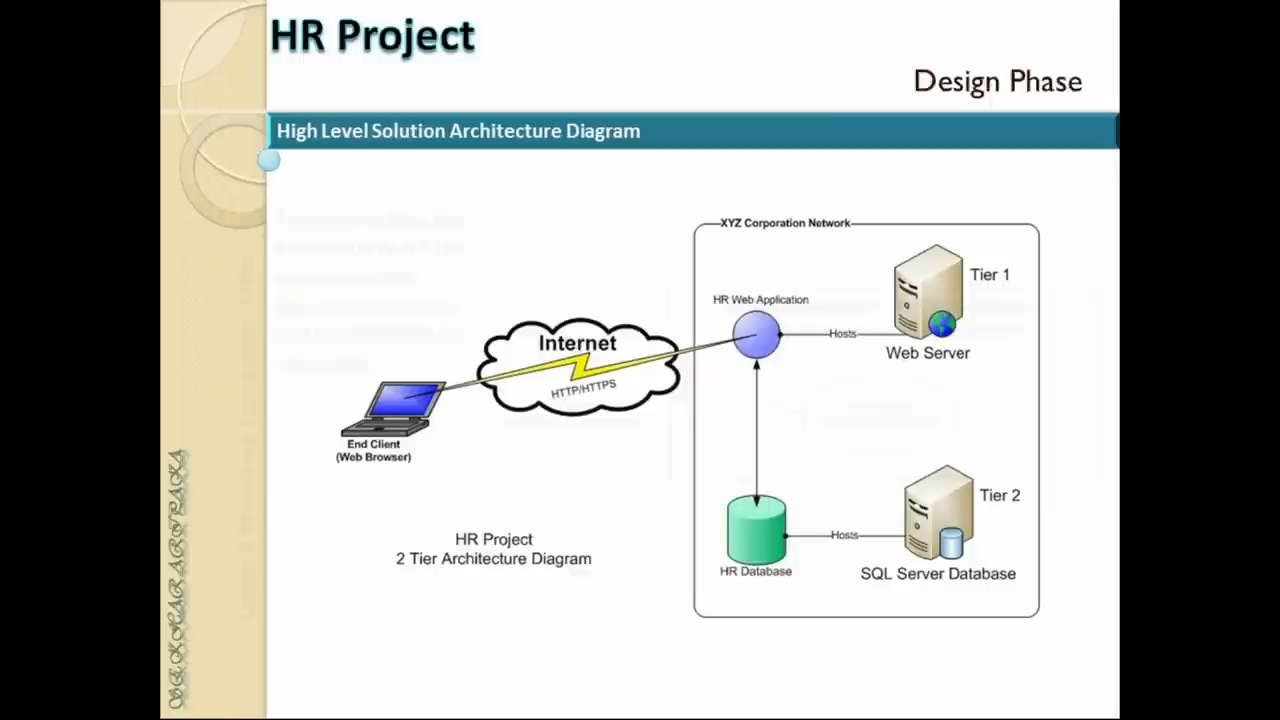 HR Project
Design Phase
High Level Solution Architecture Diagram
XYZ Corporation Network
Tier 1
HR Web Application
Hosts
Web Server
Internet
HTTP/HTTPS
End Client
(Web Browser)
Tier 2
Hosts
HR Database
SQL Server Database
HR Project
2 Tier Architecture Diagram